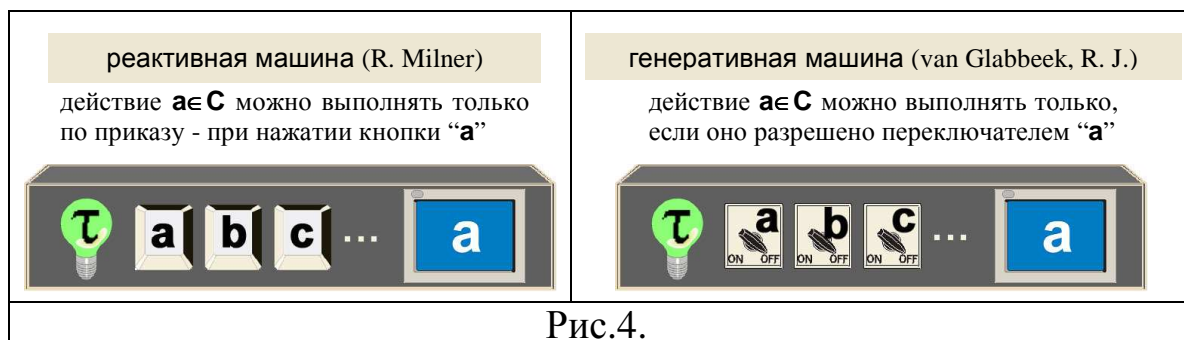 реактивная машина (R. Milner)
действие a∈C можно выполнять только
по приказу - при нажатии кнопки “a”
τ a b c ... a
генеративная машина (van Glabbeek, R. J.)
действие a∈C можно выполнять только,
если оно разрешено переключателем “a”
τ a b c ... a
ON OFF ON OFF ON OFF
Рис.4.